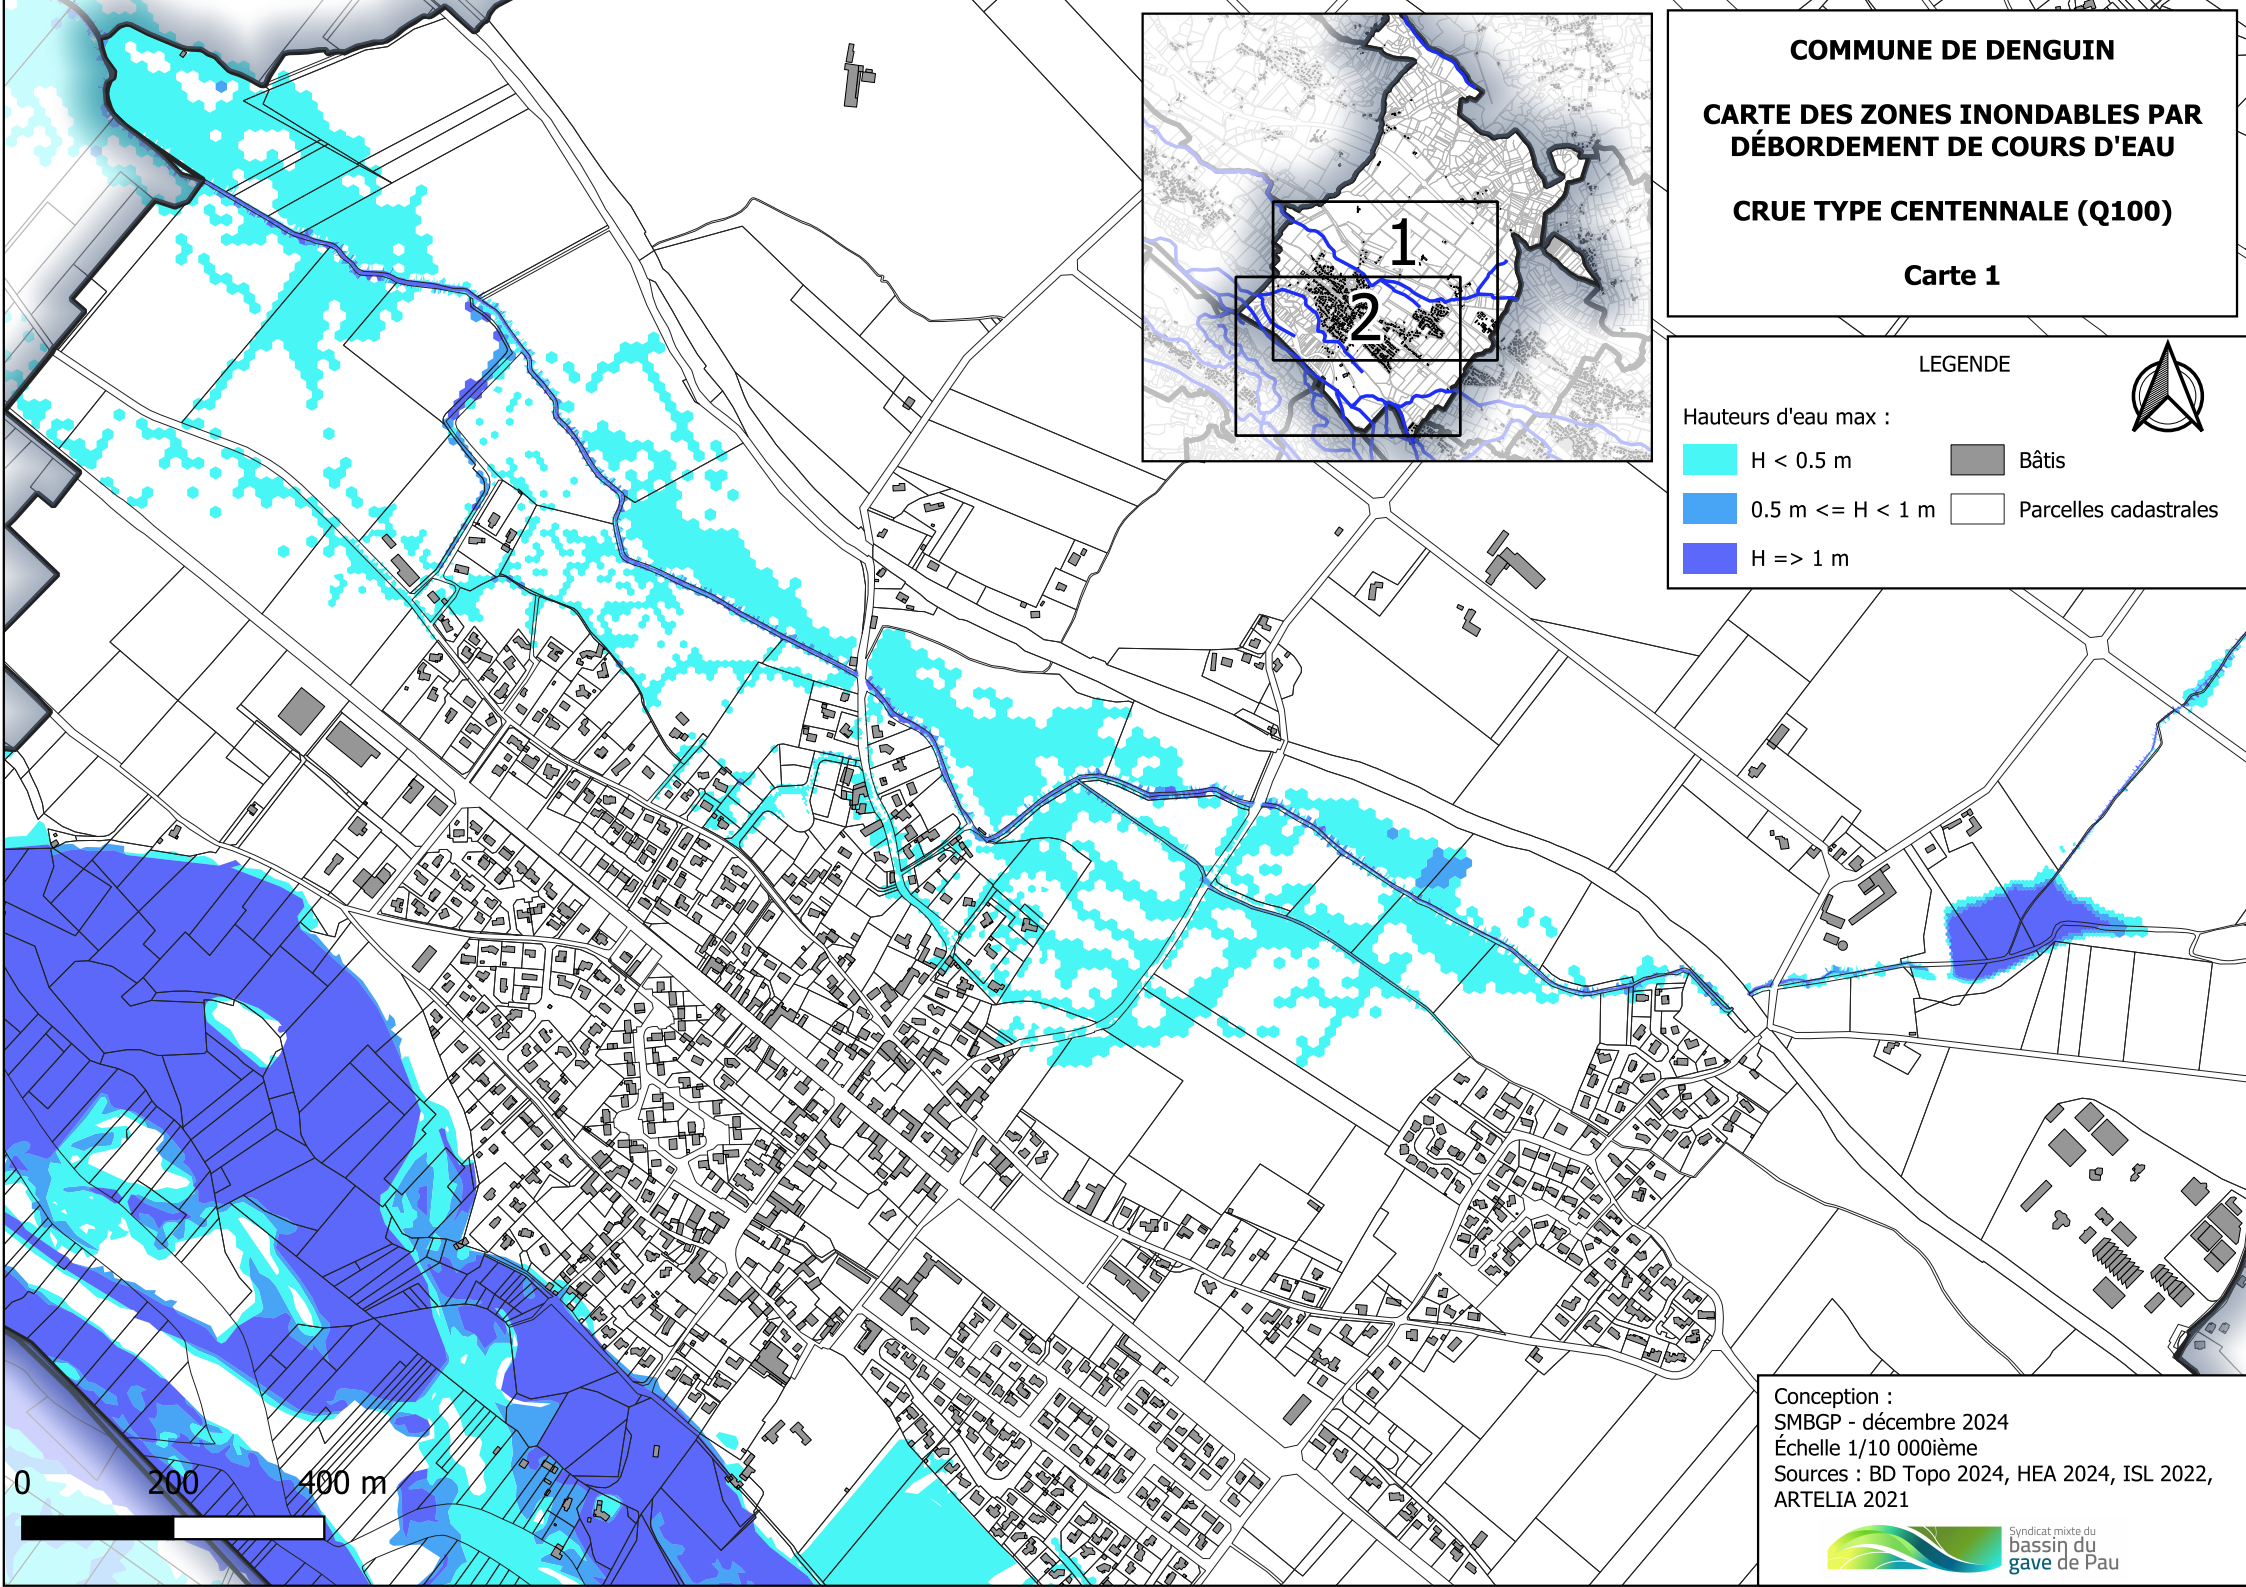 COMMUNE DE DENGUIN
CARTE DES ZONES INONDABLES PAR
DÉBORDEMENT DE COURS D'EAU
CRUE TYPE CENTENNALE (Q100)
Carte 1
1
2
LEGENDE
Hauteurs d'eau max :
H < 0.5 m
Bâtis
0.5 m <= H < 1 m
Parcelles cadastrales
H => 1 m
0 200 400 m
Conception :
SMBGP - décembre 2024
Échelle 1/10 000ième
Sources : BD Topo 2024, HEA 2024, ISL 2022,
ARTELIA 2021
Syndicat mixte du
bassin du
gave de Pau